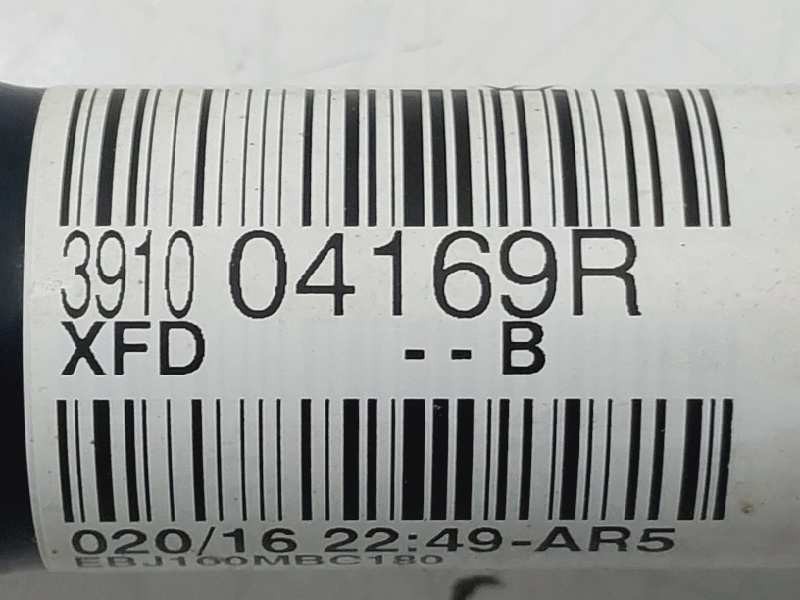 3910 04169R
XFD --B
020/16 22:49-AR5
EBJ100MBC180